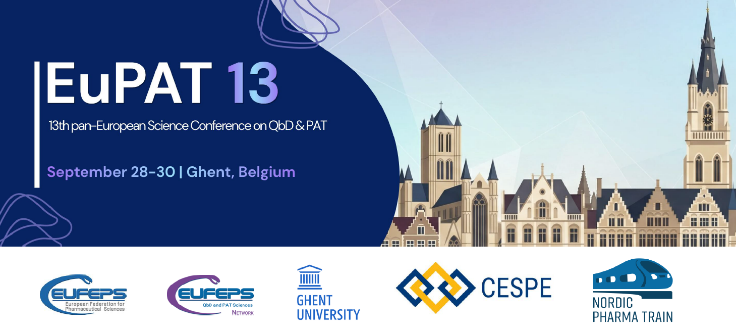 EuPAT 13
13th pan-European Science Conference on QbD & PAT
September 28-30 | Ghent, Belgium
EUFEPS
European Federation for
Pharmaceutical Sciences
EUFEPS
QbD and PAT Sciences
NETWORK
GHENT
UNIVERSITY
CESPE
NORDIC
PHARMA TRAIN